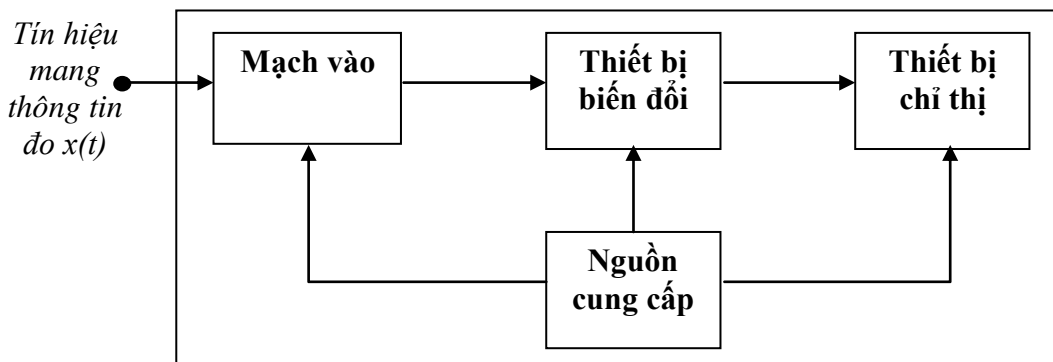 Tín hiệu
mang
thông tin
đo x(t)
Mạch vào
Thiết bị
biến đổi
Thiết bị
chỉ thị
Nguồn
cung cấp